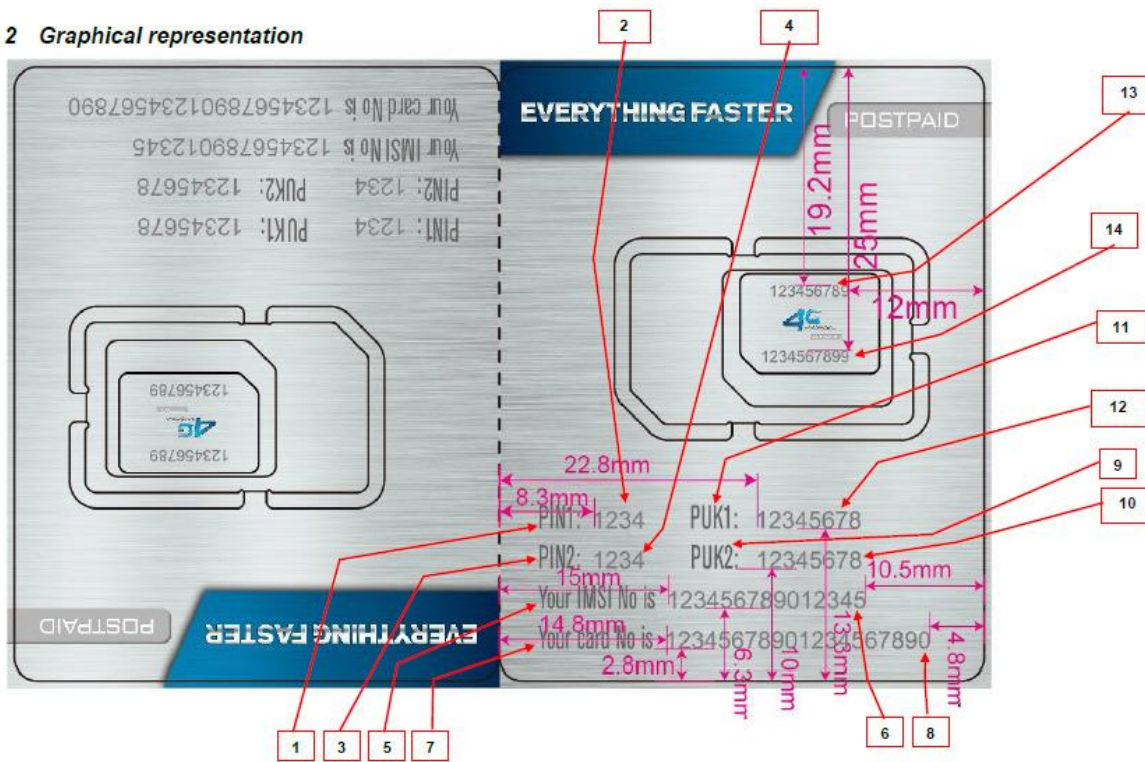 2 Graphical representation
2
4
13
14
11
12
9
10
Your card No is 12345678901234567890
Your IMSI No is 123456789012345
PIN2: 1234 PUK2: 12345678
PIN1: 1234 PUK1: 12345678
123456789
4G
123456789
EVERYTHING FASTER
POSTPAID
EVERYTHING FASTER
POSTPAID
19.2mm
25mm
12mm
123456789
4G
1234567899
22.8mm
8.3mm
PIN1: 1234 PUK1: 12345678
PIN2: 1234 PUK2: 12345678
15mm
10.5mm
Your IMSI No is 123456789012345
14.8mm
Your card No is 12345678901234567890
2.8mm
6.3mm
10mm
13.3mm
4.8mm
1
3
5
7
6
8